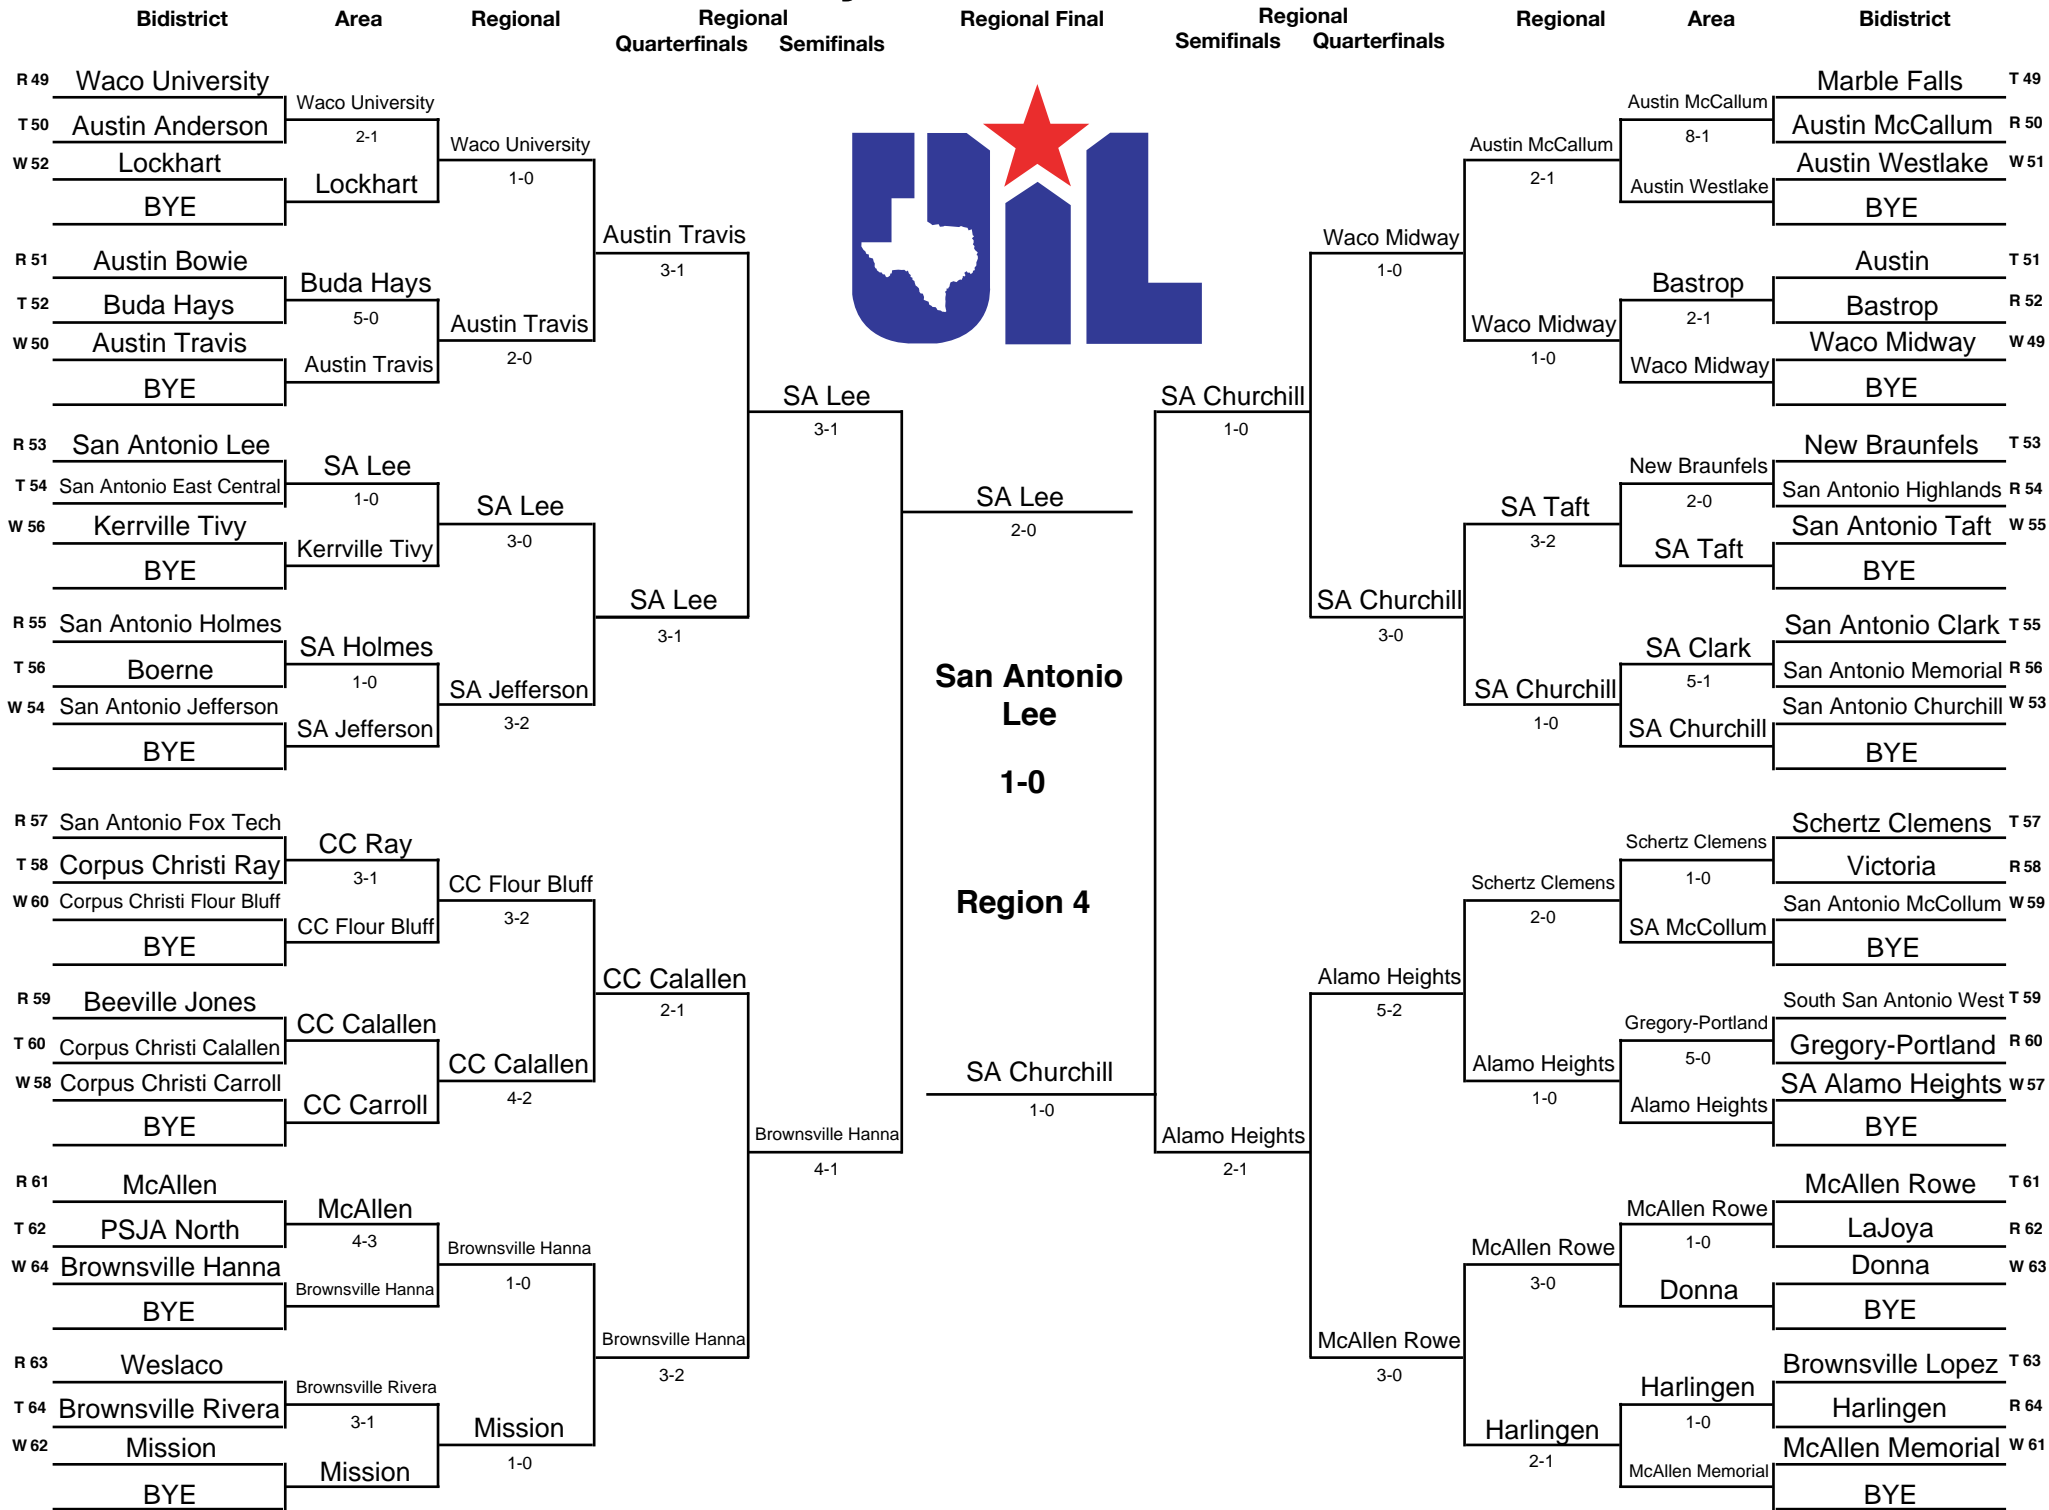 Bidistrict
Area
Regional
Regional
Quarterfinals Semifinals
Regional Final
Regional
Semifinals Quarterfinals
Regional
Area
Bidistrict
R 49 Waco University
T 50 Austin Anderson
W 52 Lockhart
BYE
R 51 Austin Bowie
T 52 Buda Hays
W 50 Austin Travis
BYE
R 53 San Antonio Lee
T 54 San Antonio East Central
W 56 Kerrville Tivy
BYE
R 55 San Antonio Holmes
T 56 Boerne
W 54 San Antonio Jefferson
BYE
R 57 San Antonio Fox Tech
T 58 Corpus Christi Ray
W 60 Corpus Christi Flour Bluff
BYE
R 59 Beeville Jones
T 60 Corpus Christi Calallen
W 58 Corpus Christi Carroll
BYE
R 61 McAllen
T 62 PSJA North
W 64 Brownsville Hanna
BYE
R 63 Weslaco
T 64 Brownsville Rivera
W 62 Mission
BYE
Waco University
2-1
Lockhart
Buda Hays
5-0
Austin Travis
SA Lee
1-0
Kerrville Tivy
SA Holmes
1-0
SA Jefferson
CC Ray
3-1
CC Flour Bluff
CC Calallen
CC Carroll
McAllen
4-3
Brownsville Hanna
Brownsville Rivera
3-1
Mission
Waco University
1-0
Austin Travis
2-0
SA Lee
3-0
SA Jefferson
3-2
CC Flour Bluff
3-2
CC Calallen
4-2
Brownsville Hanna
1-0
Mission
1-0
Austin Travis
3-1
SA Lee
3-1
CC Calallen
2-1
Brownsville Hanna
3-2
SA Lee
3-1
Brownsville Hanna
4-1
UiL
SA Lee
2-0
San Antonio
Lee
1-0
Region 4
SA Churchill
1-0
SA Churchill
1-0
Alamo Heights
2-1
Waco Midway
1-0
SA Churchill
3-0
Alamo Heights
5-2
McAllen Rowe
3-0
Austin McCallum
2-1
Waco Midway
1-0
SA Taft
3-2
SA Churchill
1-0
Schertz Clemens
2-0
Alamo Heights
1-0
McAllen Rowe
3-0
Harlingen
2-1
Austin McCallum
8-1
Austin Westlake
Bastrop
2-1
Waco Midway
New Braunfels
2-0
SA Taft
SA Clark
5-1
SA Churchill
Schertz Clemens
1-0
SA McCollum
Gregory-Portland
5-0
Alamo Heights
McAllen Rowe
1-0
Donna
Harlingen
1-0
McAllen Memorial
Marble Falls T 49
Austin McCallum R 50
Austin Westlake W 51
BYE
Austin T 51
Bastrop R 52
Waco Midway W 49
BYE
New Braunfels T 53
San Antonio Highlands R 54
San Antonio Taft W 55
BYE
San Antonio Clark T 55
San Antonio Memorial R 56
San Antonio Churchill W 53
BYE
Schertz Clemens T 57
Victoria R 58
San Antonio McCollum W 59
BYE
South San Antonio West T 59
Gregory-Portland R 60
SA Alamo Heights W 57
BYE
McAllen Rowe T 61
LaJoya R 62
Donna W 63
BYE
Brownsville Lopez T 63
Harlingen R 64
McAllen Memorial W 61
BYE